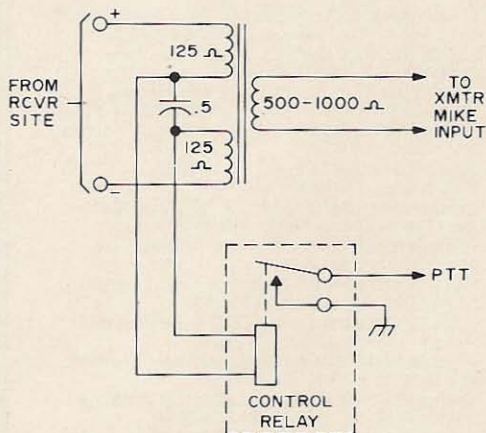 +
125 Ω
FROM
RCVR
SITE
.5
500-1000 Ω
TO
XMTR
MIKE
INPUT
125
Ω
–
PTT
CONTROL
RELAY